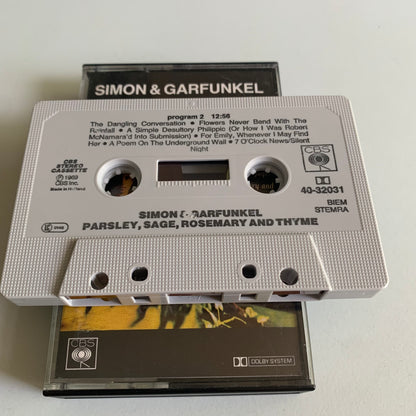 SIMON & GARFUNKEL
program 2 12:56
The Dangling Conversation • Flowers Never Bend With The
Rainfall • A Simple Desultory Philippic (Or How I Was Robert
McNamara'd Into Submission) • For Emily, Whenever I May Find
Her • A Poem On The Underground Wall • 7 O'Clock News/Silent
Night
CBS
STEREO
CASSETTE
℗ 1969
CBS Inc.
Made in Holland
CBS
40-32031
BIEM
STEMRA
SIMON & GARFUNKEL
PARSLEY, SAGE, ROSEMARY AND THYME
CBS
DOLBY SYSTEM